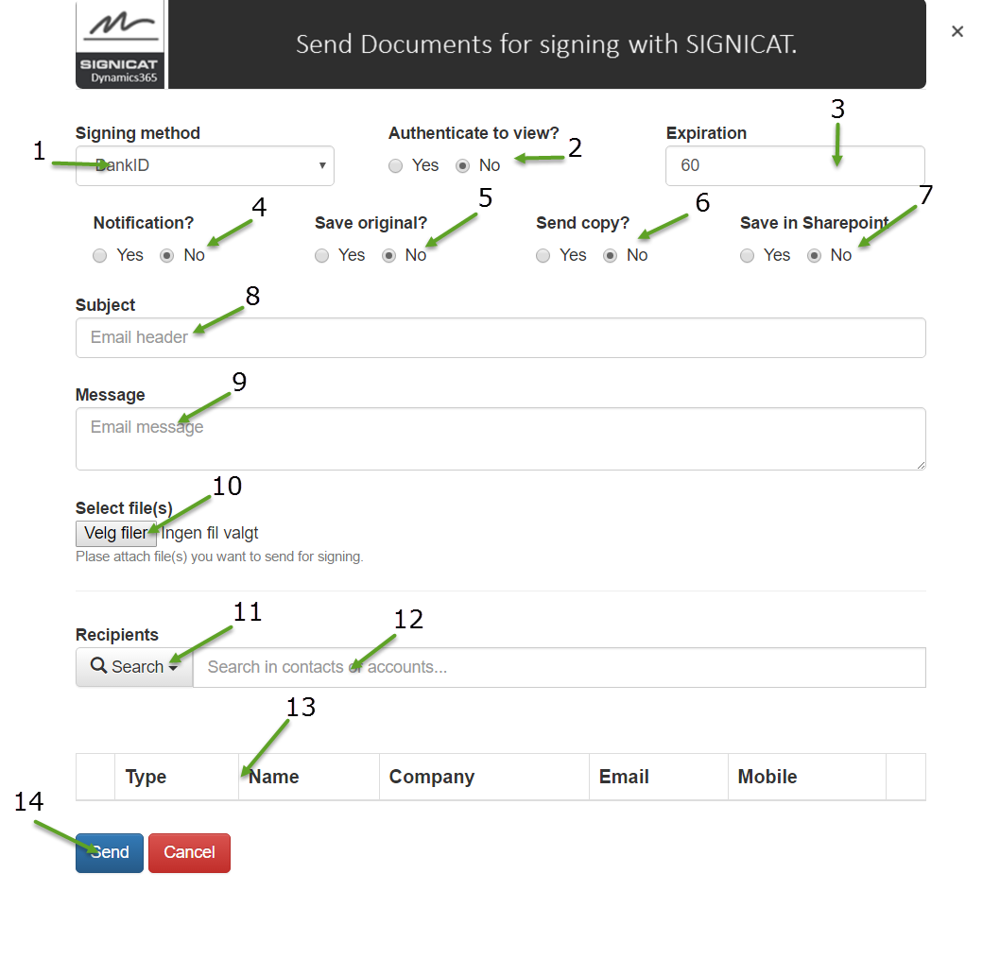 SIGNICAT
Dynamics365
Send Documents for signing with SIGNICAT.
×
Signing method
Authenticate to view?
Expiration
3
1
BankID
Yes
No
2
60
Notification?
4
Save original?
5
Send copy?
6
Save in Sharepoint
7
Yes
No
Yes
No
Yes
No
Yes
No
Subject
8
Email header
Message
9
Email message
Select file(s)
10
Velg filer
Ingen fil valgt
Plase attach file(s) you want to send for signing.
Recipients
11
12
Search
Search in contacts or accounts...
13
Type
Name
Company
Email
Mobile
14
Send
Cancel